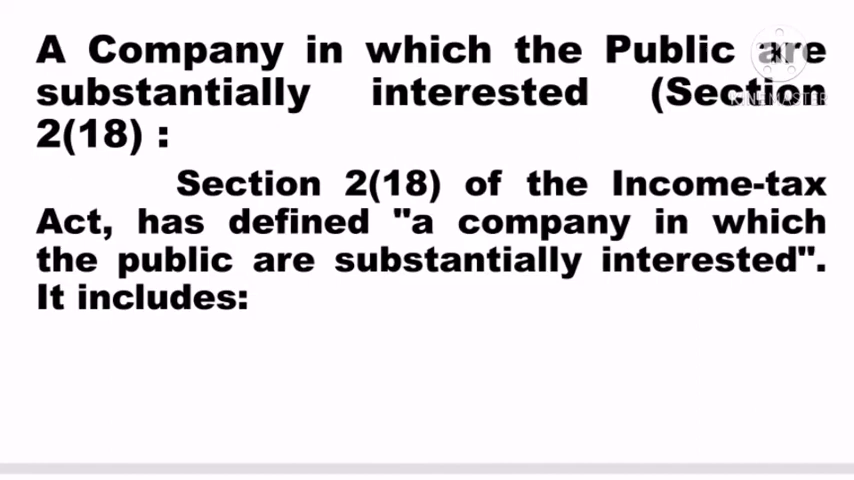 A Company in which the Public are
substantially interested (Section
2(18) :
Section 2(18) of the Income-tax
Act, has defined "a company in which
the public are substantially interested".
It includes:
KINEMASTER